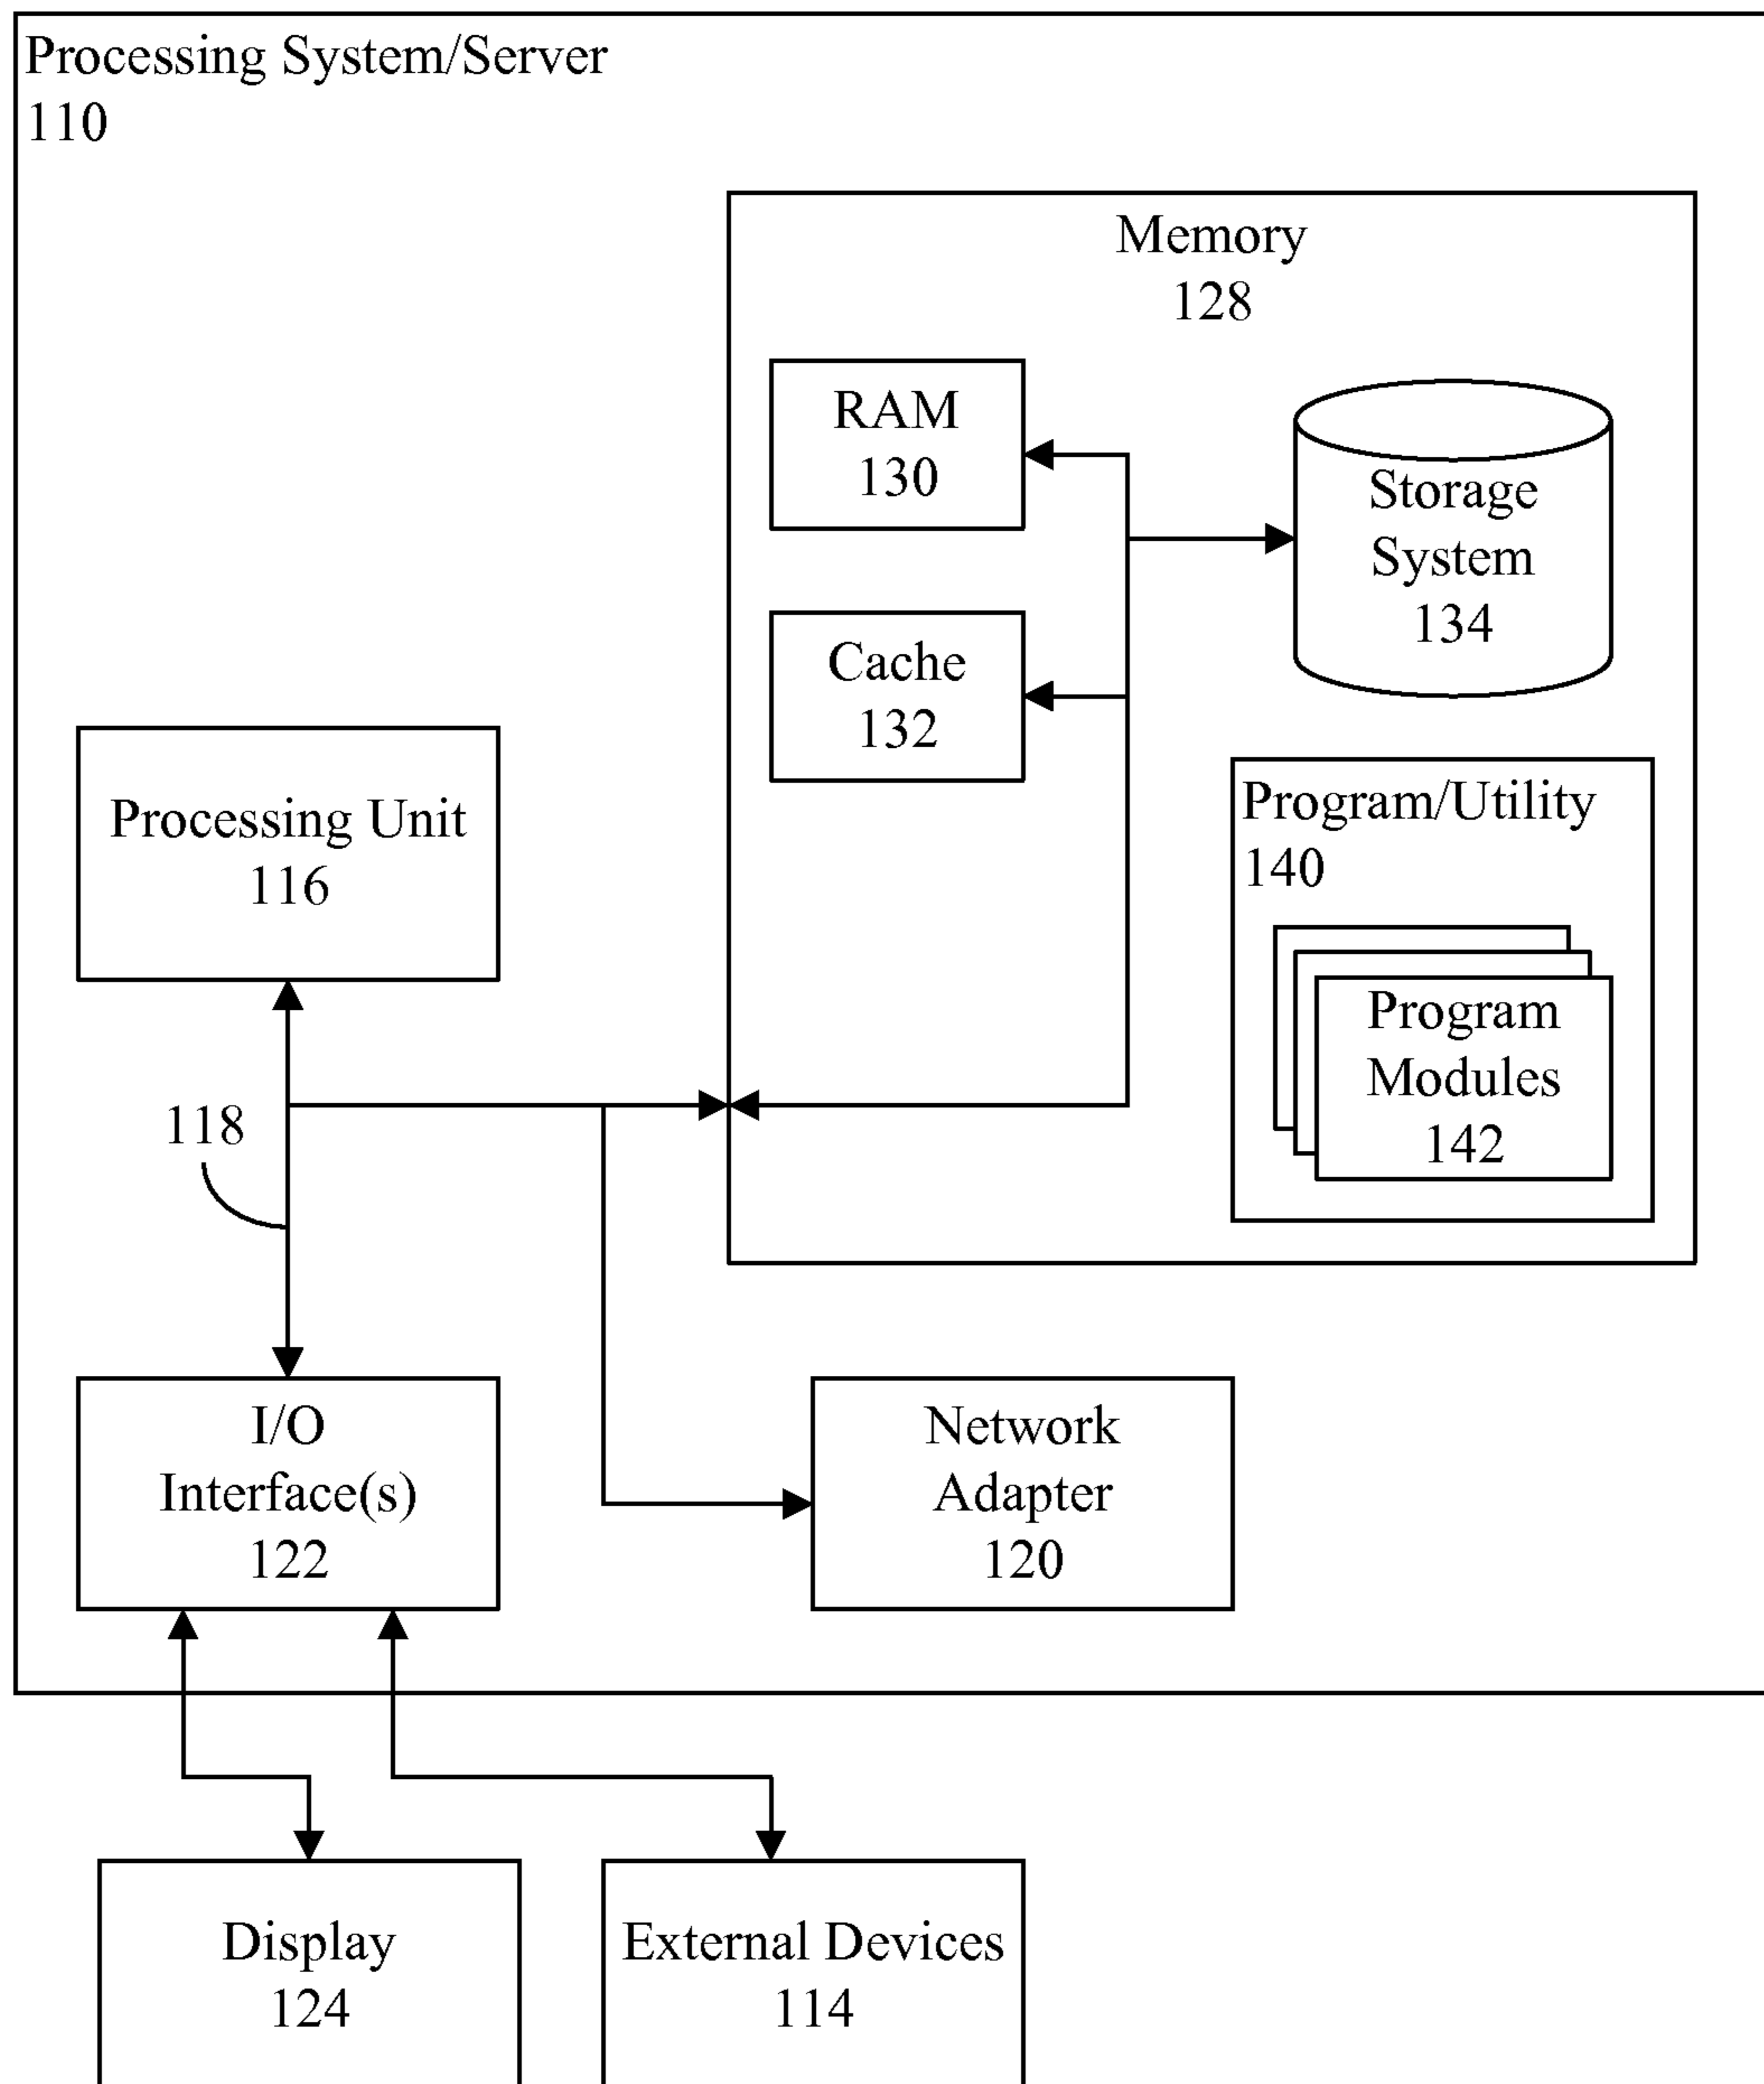 Processing System/Server
110
Memory
128
RAM
130
Storage
System
134
Cache
132
Processing Unit
116
Program/Utility
140
Program
Modules
142
118
I/O
Interface(s)
122
Network
Adapter
120
Display
124
External Devices
114